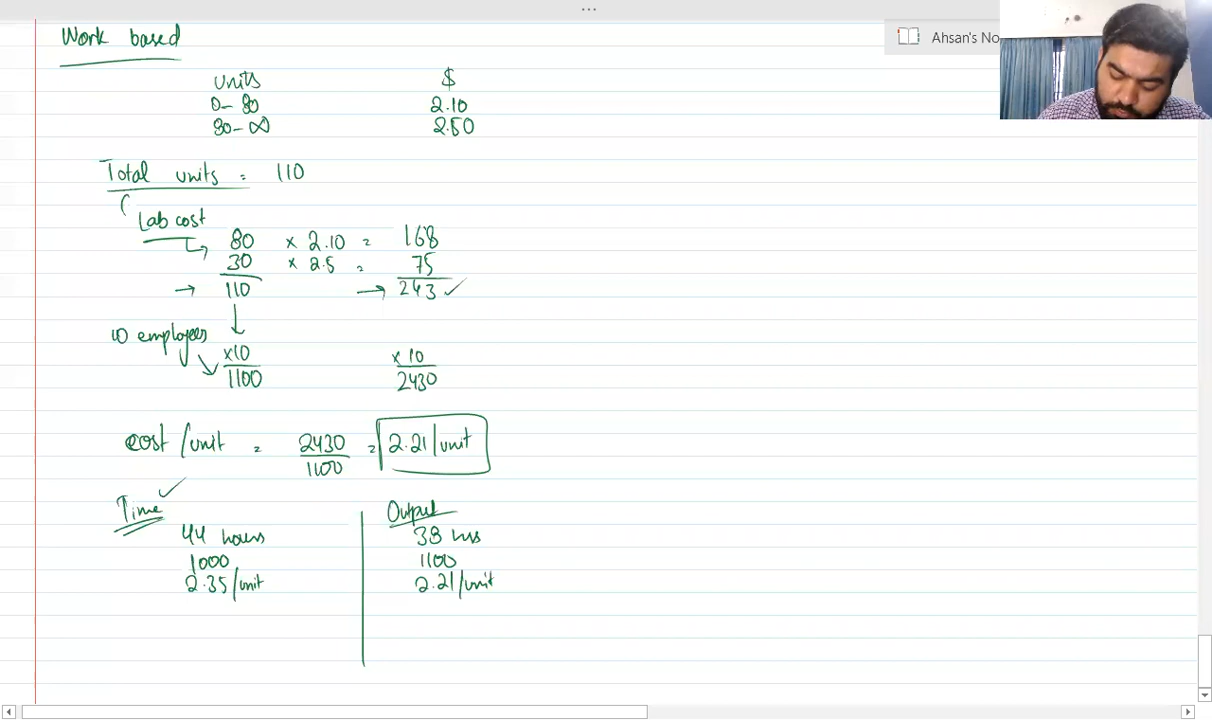 Work based
Ahsan's No
units $
0- 80 2.10
80- ∞ 2.50
Total units = 110
(
Lab cost
80 × 2.10 = 168
30 × 2.5 = 75
→ 110 → 243 ✓
10 employees
×10 × 10
1100 2430
cost /unit = 2430/1100 = 2.21/unit
Time ✓ Output
44 hours 38 hrs
1000 1100
2.35/unit 2.21/unit